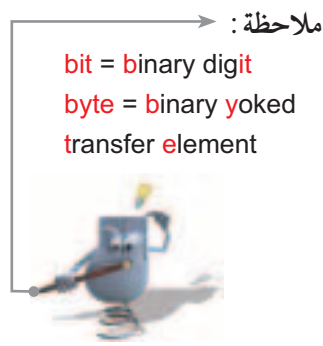 ملاحظة :
bit = binary digit
byte = binary yoked
transfer element